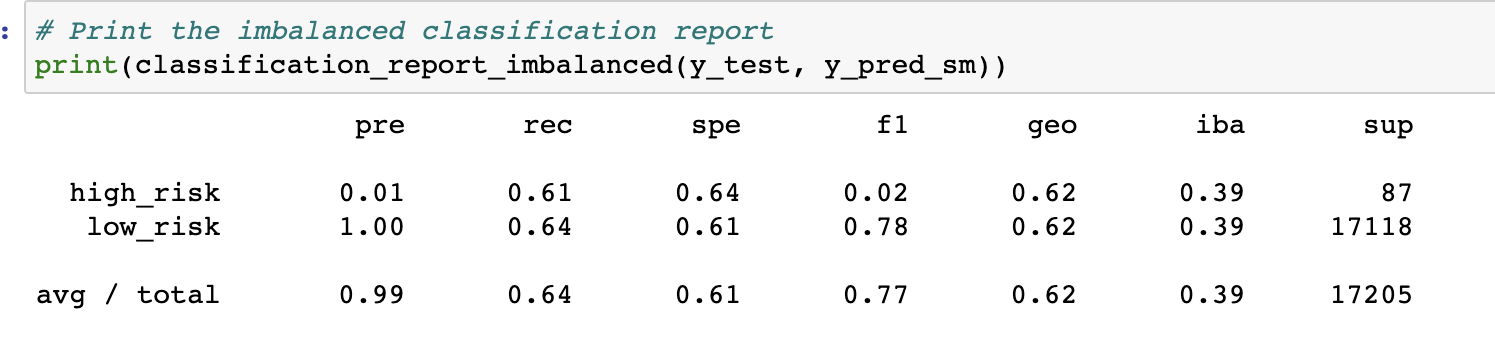 :
# Print the imbalanced classification report
print(classification_report_imbalanced(y_test, y_pred_sm))
pre rec spe f1 geo iba sup
high_risk 0.01 0.61 0.64 0.02 0.62 0.39 87
low_risk 1.00 0.64 0.61 0.78 0.62 0.39 17118
avg / total 0.99 0.64 0.61 0.77 0.62 0.39 17205